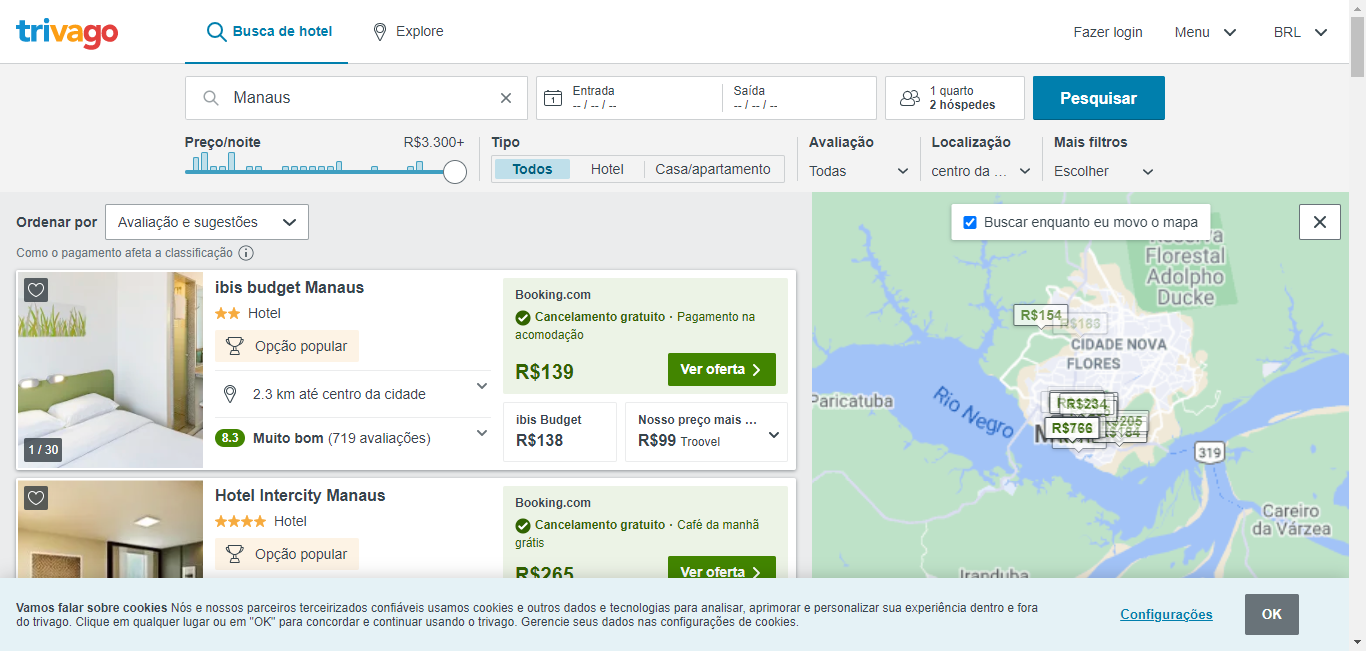 trivago
Busca de hotel
Explore
Fazer login
Menu
BRL
Manaus
Entrada
-- / -- / --
Saída
-- / -- / --
1 quarto
2 hóspedes
Pesquisar
Preço/noite
R$3.300+
Tipo
Todos
Hotel
Casa/apartamento
Avaliação
Todas
Localização
centro da ...
Mais filtros
Escolher
Ordenar por
Avaliação e sugestões
Como o pagamento afeta a classificação
ibis budget Manaus
Hotel
Opção popular
2.3 km até centro da cidade
8.3 Muito bom (719 avaliações)
1 / 30
Booking.com
Cancelamento gratuito · Pagamento na
acomodação
R$139
Ver oferta
ibis Budget
R$138
Nosso preço mais ...
R$99 Troovel
Hotel Intercity Manaus
Hotel
Opção popular
Booking.com
Cancelamento gratuito · Café da manhã
grátis
R$265
Ver oferta
Buscar enquanto eu movo o mapa
Reserva
Florestal
Adolpho
Ducke
R$154
R$186
CIDADE NOVA
FLORES
Paricatuba
Rio Negro
R$234
R$205
R$766
R$184
319
Careiro
da Várzea
Iranduba
Vamos falar sobre cookies Nós e nossos parceiros terceirizados confiáveis usamos cookies e outros dados e tecnologias para analisar, aprimorar e personalizar sua experiência dentro e fora
do trivago. Clique em qualquer lugar ou em "OK" para concordar e continuar usando o trivago. Gerencie seus dados nas configurações de cookies.
Configurações
OK